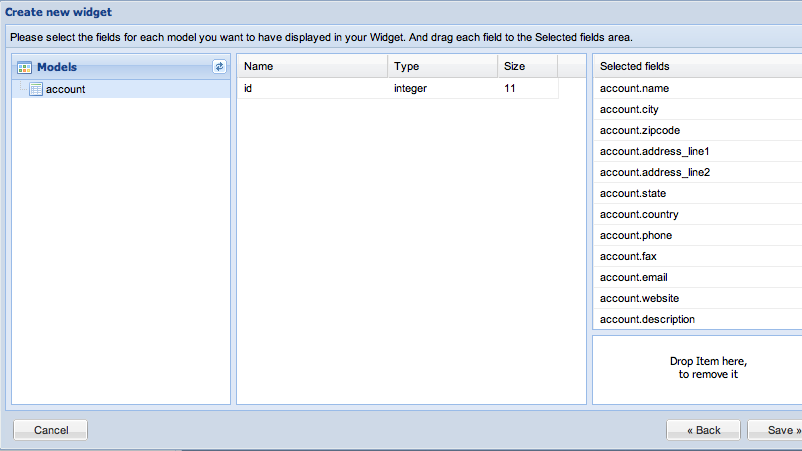 Create new widget
Please select the fields for each model you want to have displayed in your Widget. And drag each field to the Selected fields area.
Models
account
Name Type Size
id integer 11
Selected fields
account.name
account.city
account.zipcode
account.address_line1
account.address_line2
account.state
account.country
account.phone
account.fax
account.email
account.website
account.description
Drop Item here,
to remove it
Cancel « Back Save »